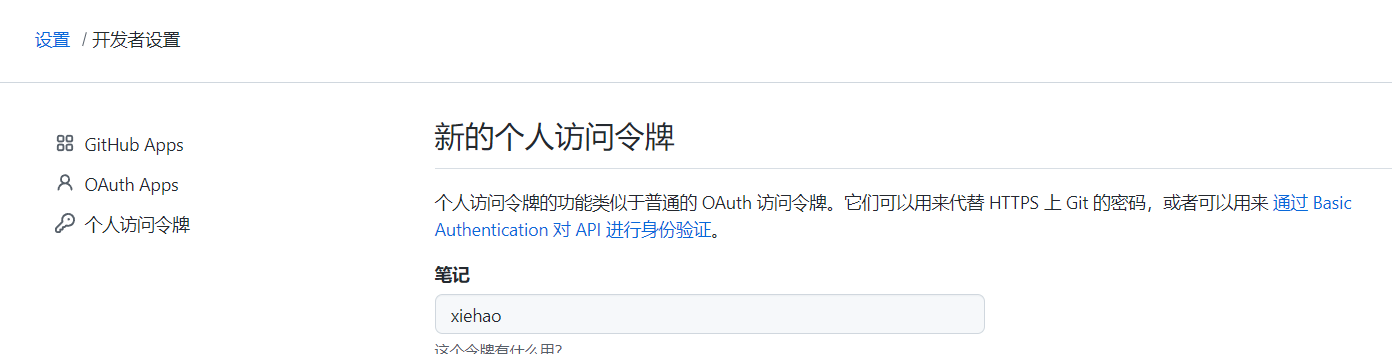 设置 / 开发者设置
GitHub Apps
OAuth Apps
个人访问令牌
新的个人访问令牌
个人访问令牌的功能类似于普通的 OAuth 访问令牌。它们可以用来代替 HTTPS 上 Git 的密码，或者可以用来 通过 Basic
Authentication 对 API 进行身份验证。
笔记
xiehao
这个令牌有什么用?